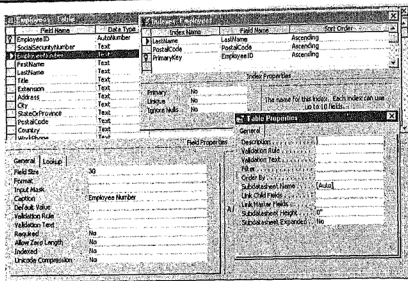 Employees : Table
Field Name Data Type
EmployeeID AutoNumber
SocialSecurityNumber Text
EmployeeNumber Text
FirstName Text
LastName Text
Title Text
Extension Text
Address Text
City Text
StateOrProvince Text
PostalCode Text
Country Text
WorkPhone Text
Indexes: Employees
Index Name Field Name Sort Order
LastName LastName Ascending
PostalCode PostalCode Ascending
PrimaryKey EmployeeID Ascending
Index Properties
Primary No
Unique No
Ignore Nulls No
The name for this index. Each index can use
up to 10 fields.
Field Properties
General Lookup
Field Size 30
Format
Input Mask
Caption Employee Number
Default Value
Validation Rule
Validation Text
Required No
Allow Zero Length No
Indexed No
Unicode Compression No
A
Table Properties
General
Description
Validation Rule
Validation Text
Filter
Order By
Subdatasheet Name [Auto]
Link Child Fields
Link Master Fields
Subdatasheet Height 0"
Subdatasheet Expanded No